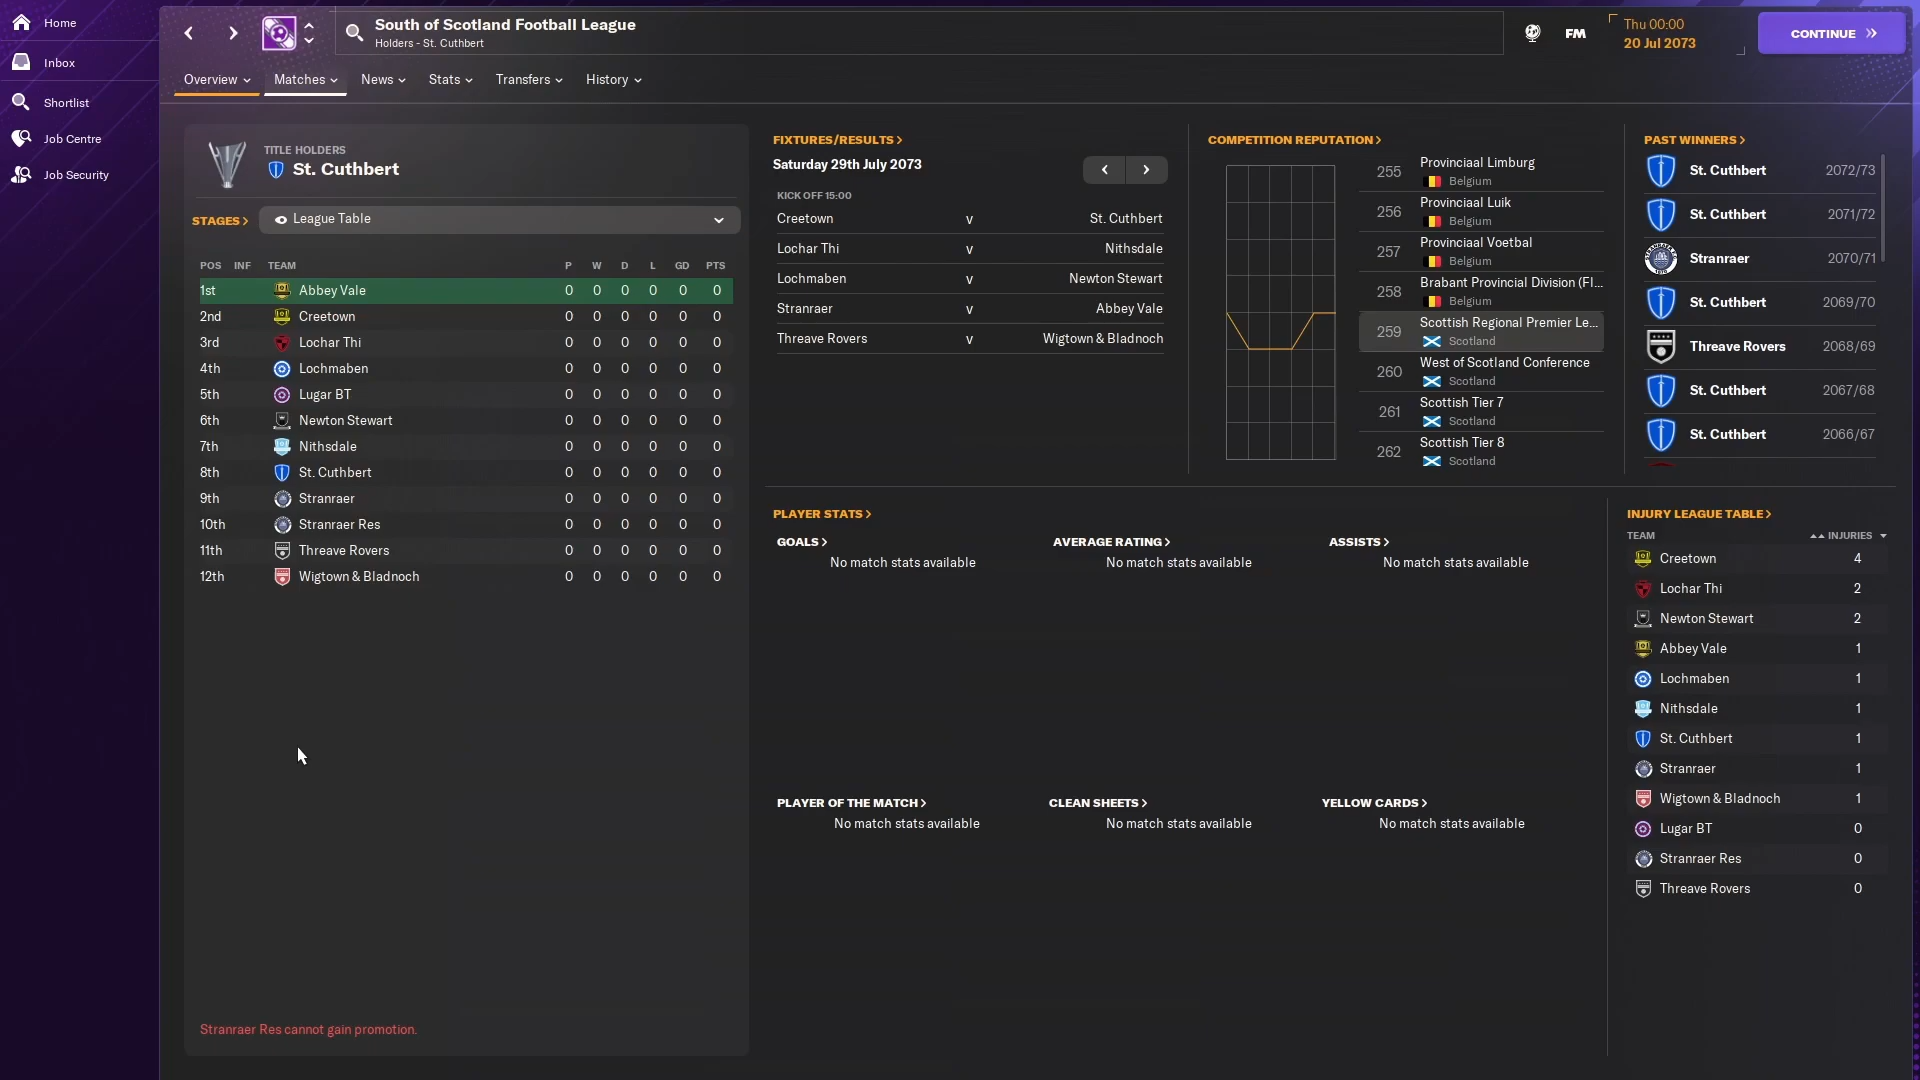 Home
Inbox
Shortlist
Job Centre
Job Security
South of Scotland Football League
Holders - St. Cuthbert
FM
Thu 00:00
20 Jul 2073
CONTINUE
Overview
Matches
News
Stats
Transfers
History
TITLE HOLDERS
St. Cuthbert
STAGES
League Table
POS INF TEAM P W D L GD PTS
1st Abbey Vale 0 0 0 0 0 0
2nd Creetown 0 0 0 0 0 0
3rd Lochar Thi 0 0 0 0 0 0
4th Lochmaben 0 0 0 0 0 0
5th Lugar BT 0 0 0 0 0 0
6th Newton Stewart 0 0 0 0 0 0
7th Nithsdale 0 0 0 0 0 0
8th St. Cuthbert 0 0 0 0 0 0
9th Stranraer 0 0 0 0 0 0
10th Stranraer Res 0 0 0 0 0 0
11th Threave Rovers 0 0 0 0 0 0
12th Wigtown & Bladnoch 0 0 0 0 0 0
Stranraer Res cannot gain promotion.
FIXTURES/RESULTS
Saturday 29th July 2073
KICK OFF 15:00
Creetown v St. Cuthbert
Lochar Thi v Nithsdale
Lochmaben v Newton Stewart
Stranraer v Abbey Vale
Threave Rovers v Wigtown & Bladnoch
COMPETITION REPUTATION
255 Provinciaal Limburg
Belgium
256 Provinciaal Luik
Belgium
257 Provinciaal Voetbal
Belgium
258 Brabant Provincial Division (Fl...
Belgium
259 Scottish Regional Premier Le...
Scotland
260 West of Scotland Conference
Scotland
261 Scottish Tier 7
Scotland
262 Scottish Tier 8
Scotland
PAST WINNERS
St. Cuthbert 2072/73
St. Cuthbert 2071/72
Stranraer 2070/71
St. Cuthbert 2069/70
Threave Rovers 2068/69
St. Cuthbert 2067/68
St. Cuthbert 2066/67
PLAYER STATS
GOALS
No match stats available
AVERAGE RATING
No match stats available
ASSISTS
No match stats available
PLAYER OF THE MATCH
No match stats available
CLEAN SHEETS
No match stats available
YELLOW CARDS
No match stats available
INJURY LEAGUE TABLE
TEAM INJURIES
Creetown 4
Lochar Thi 2
Newton Stewart 2
Abbey Vale 1
Lochmaben 1
Nithsdale 1
St. Cuthbert 1
Stranraer 1
Wigtown & Bladnoch 1
Lugar BT 0
Stranraer Res 0
Threave Rovers 0